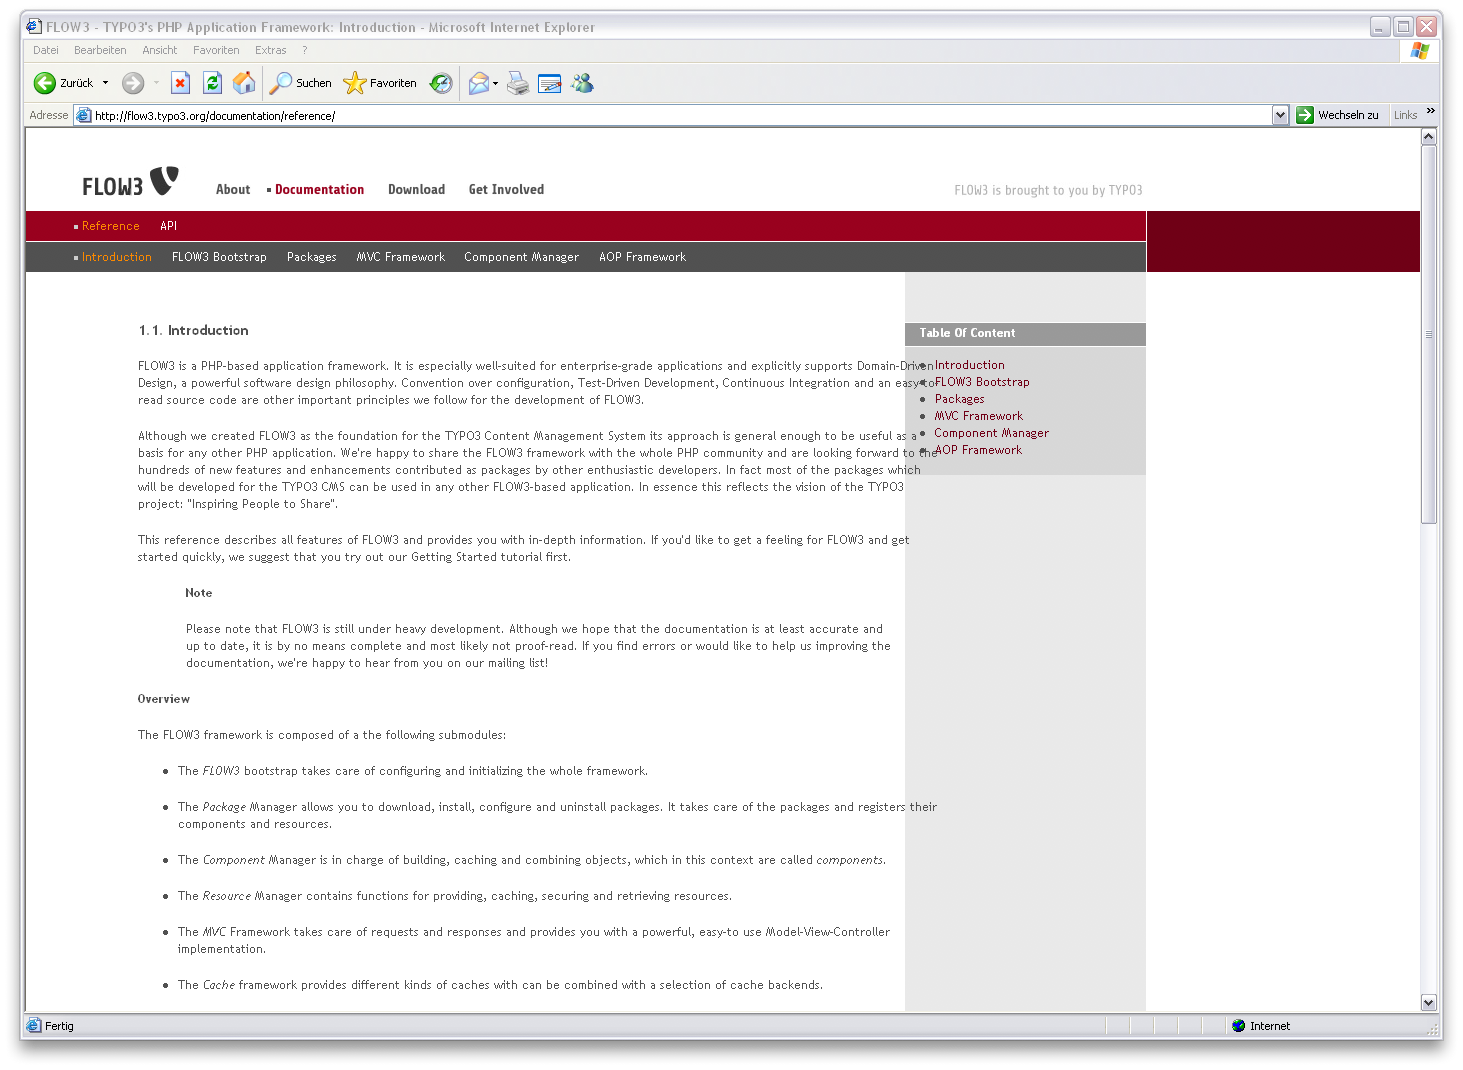 FLOW3 - TYPO3's PHP Application Framework: Introduction - Microsoft Internet Explorer
Datei Bearbeiten Ansicht Favoriten Extras ?
Zurück Suchen Favoriten
Adresse http://flow3.typo3.org/documentation/reference/ Wechseln zu Links »
FLOW3 About Documentation Download Get Involved FLOW3 is brought to you by TYPO3
Reference API
Introduction FLOW3 Bootstrap Packages MVC Framework Component Manager AOP Framework
1.1. Introduction
FLOW3 is a PHP-based application framework. It is especially well-suited for enterprise-grade applications and explicitly supports Domain-Driven
Design, a powerful software design philosophy. Convention over configuration, Test-Driven Development, Continuous Integration and an easy-to-
read source code are other important principles we follow for the development of FLOW3.
Although we created FLOW3 as the foundation for the TYPO3 Content Management System its approach is general enough to be useful as a
basis for any other PHP application. We're happy to share the FLOW3 framework with the whole PHP community and are looking forward to the
hundreds of new features and enhancements contributed as packages by other enthusiastic developers. In fact most of the packages which
will be developed for the TYPO3 CMS can be used in any other FLOW3-based application. In essence this reflects the vision of the TYPO3
project: "Inspiring People to Share".
This reference describes all features of FLOW3 and provides you with in-depth information. If you'd like to get a feeling for FLOW3 and get
started quickly, we suggest that you try out our Getting Started tutorial first.
Note
Please note that FLOW3 is still under heavy development. Although we hope that the documentation is at least accurate and
up to date, it is by no means complete and most likely not proof-read. If you find errors or would like to help us improving the
documentation, we're happy to hear from you on our mailing list!
Overview
The FLOW3 framework is composed of a the following submodules:
• The FLOW3 bootstrap takes care of configuring and initializing the whole framework.
• The Package Manager allows you to download, install, configure and uninstall packages. It takes care of the packages and registers their
components and resources.
• The Component Manager is in charge of building, caching and combining objects, which in this context are called components.
• The Resource Manager contains functions for providing, caching, securing and retrieving resources.
• The MVC Framework takes care of requests and responses and provides you with a powerful, easy-to use Model-View-Controller
implementation.
• The Cache framework provides different kinds of caches with can be combined with a selection of cache backends.
Table Of Content
• Introduction
• FLOW3 Bootstrap
• Packages
• MVC Framework
• Component Manager
• AOP Framework
Fertig Internet